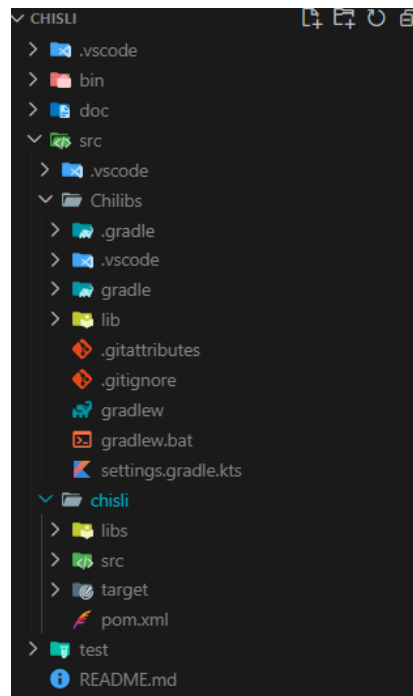 CHISLI
.vscode
bin
doc
src
.vscode
Chilibs
.gradle
.vscode
gradle
lib
.gitattributes
.gitignore
gradlew
gradlew.bat
settings.gradle.kts
chisli
libs
src
target
pom.xml
test
README.md